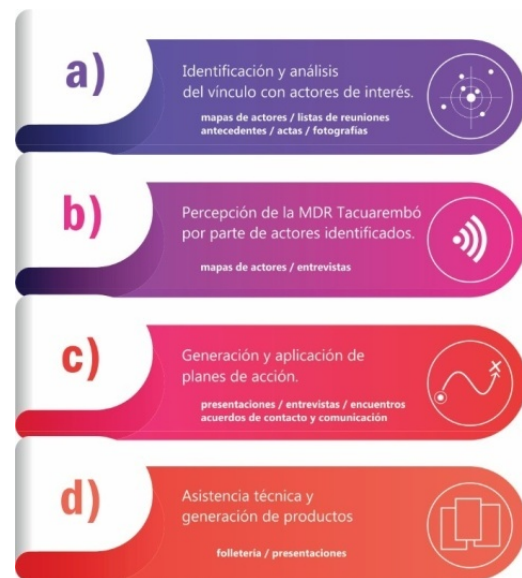 a)
Identificación y análisis
del vínculo con actores de interés.
mapas de actores / listas de reuniones
antecedentes / actas / fotografías
b)
Percepción de la MDR Tacuarembó
por parte de actores identificados.
mapas de actores / entrevistas
c)
Generación y aplicación de
planes de acción.
presentaciones / entrevistas / encuentros
acuerdos de contacto y comunicación
d)
Asistencia técnica y
generación de productos
folleteria / presentaciones